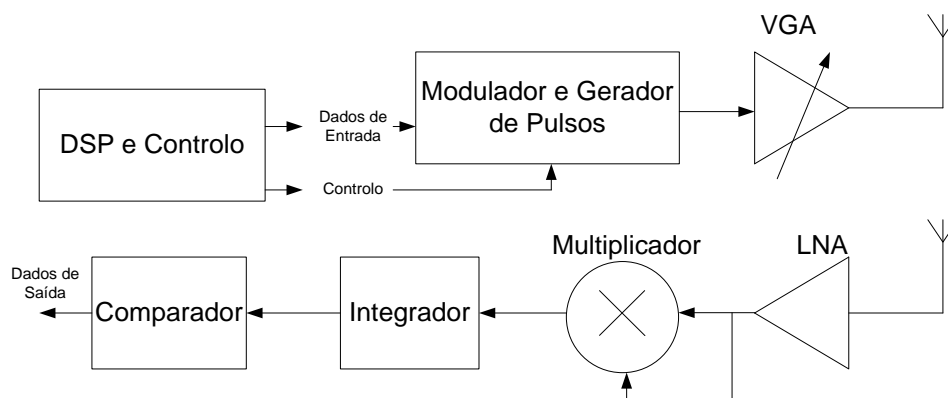 VGA
DSP e Controlo
Dados de
Entrada
Controlo
Modulador e Gerador
de Pulsos
Multiplicador
LNA
Dados de
Saída
Comparador
Integrador